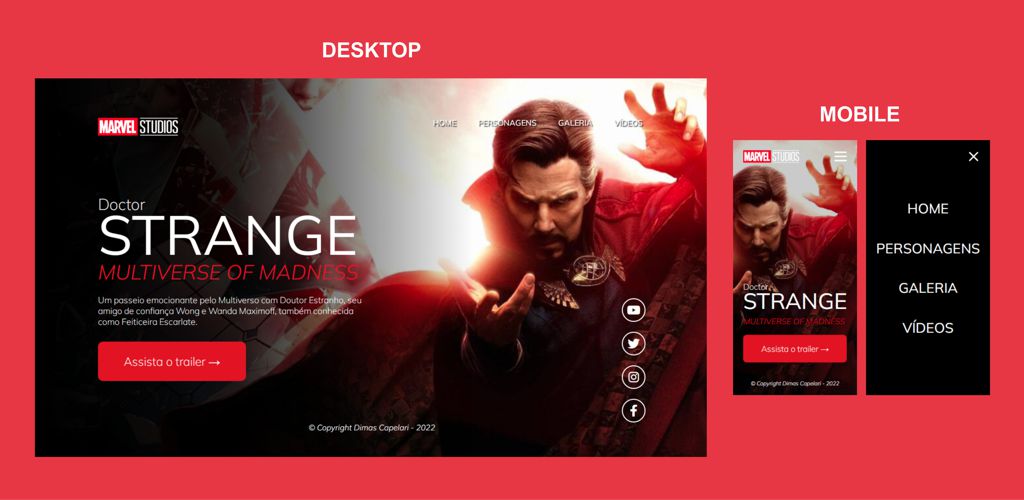 DESKTOP
MARVEL STUDIOS
HOME PERSONAGENS GALERIA VÍDEOS
Doctor
STRANGE
MULTIVERSE OF MADNESS
Um passeio emocionante pelo Multiverso com Doutor Estranho, seu
amigo de confiança Wong e Wanda Maximoff, também conhecida
como Feiticeira Escarlate.
Assista o trailer →
© Copyright Dimas Capelari - 2022
MOBILE
MARVEL STUDIOS
Doctor
STRANGE
MULTIVERSE OF MADNESS
Assista o trailer →
© Copyright Dimas Capelari - 2022
HOME
PERSONAGENS
GALERIA
VÍDEOS